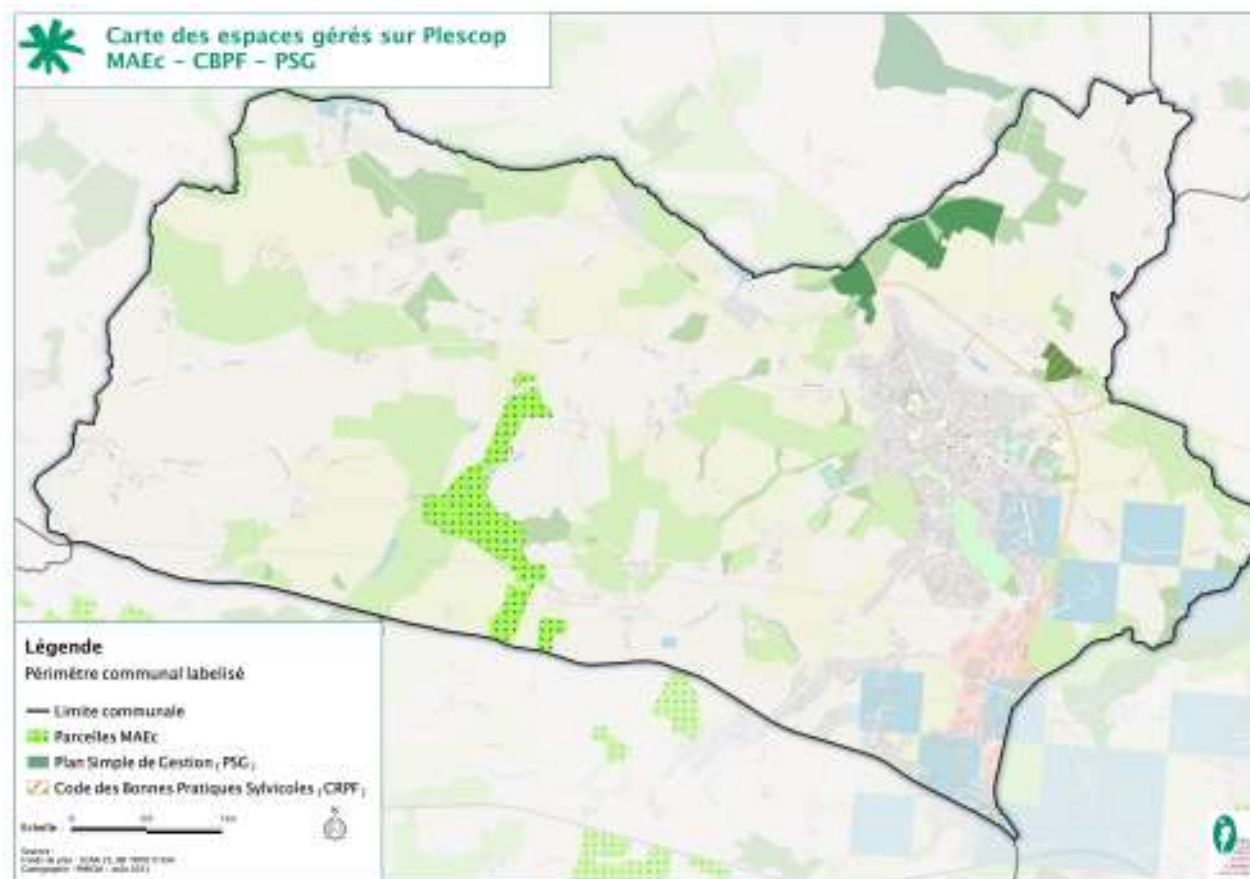 Carte des espaces gérés sur Plescop
MAEc - CBPF - PSG
Légende
Périmètre communal labelisé
Limite communale
Parcelles MAEc
Plan Simple de Gestion (PSG)
Code des Bonnes Pratiques Sylvicoles (CRPF)
N
Echelle :
0